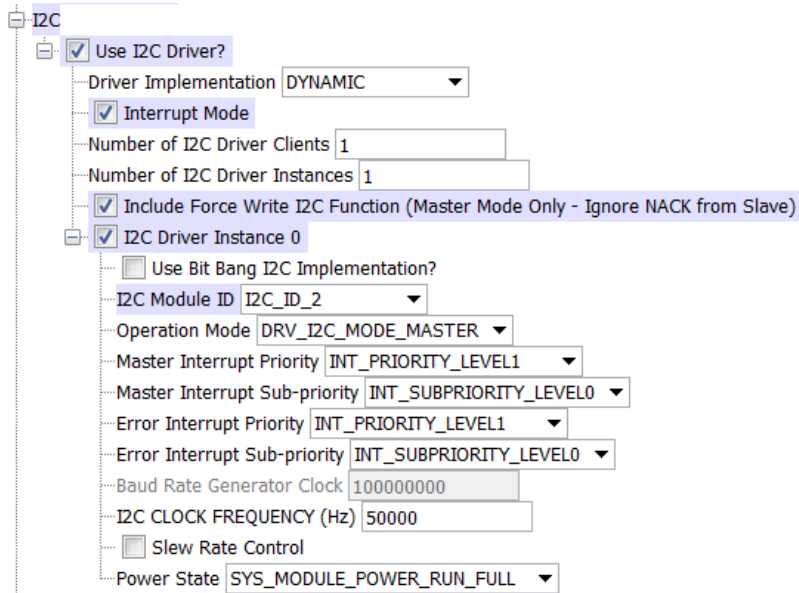 I2C
Use I2C Driver?
Driver Implementation DYNAMIC
Interrupt Mode
Number of I2C Driver Clients 1
Number of I2C Driver Instances 1
Include Force Write I2C Function (Master Mode Only - Ignore NACK from Slave)
I2C Driver Instance 0
Use Bit Bang I2C Implementation?
I2C Module ID I2C_ID_2
Operation Mode DRV_I2C_MODE_MASTER
Master Interrupt Priority INT_PRIORITY_LEVEL1
Master Interrupt Sub-priority INT_SUBPRIORITY_LEVEL0
Error Interrupt Priority INT_PRIORITY_LEVEL1
Error Interrupt Sub-priority INT_SUBPRIORITY_LEVEL0
Baud Rate Generator Clock 100000000
I2C CLOCK FREQUENCY (Hz) 50000
Slew Rate Control
Power State SYS_MODULE_POWER_RUN_FULL